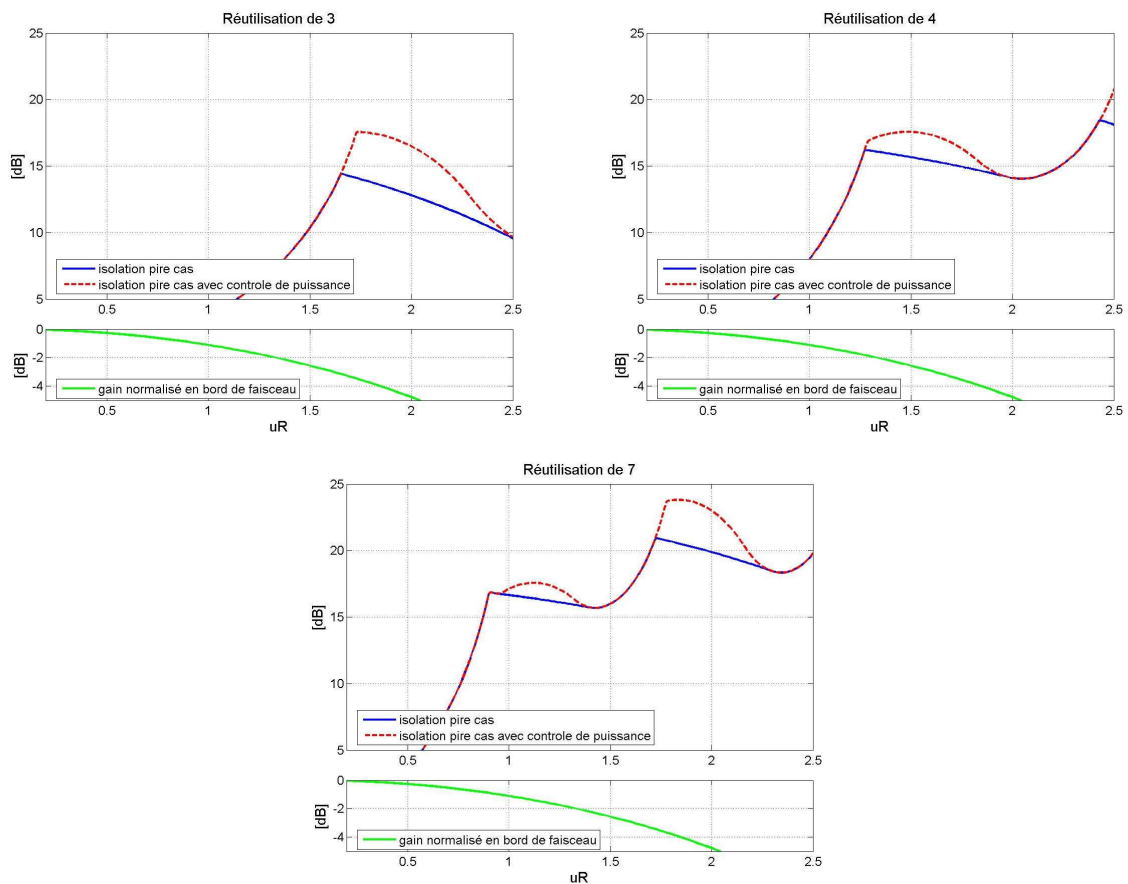 Réutilisation de 3
25
20
15
10
5
[dB]
isolation pire cas
isolation pire cas avec controle de puissance
0.5 1 1.5 2 2.5
0
-2
-4
[dB]
gain normalisé en bord de faisceau
0.5 1 1.5 2 2.5
uR
Réutilisation de 4
25
20
15
10
5
[dB]
isolation pire cas
isolation pire cas avec controle de puissance
0.5 1 1.5 2 2.5
0
-2
-4
[dB]
gain normalisé en bord de faisceau
0.5 1 1.5 2 2.5
uR
Réutilisation de 7
25
20
15
10
5
[dB]
isolation pire cas
isolation pire cas avec controle de puissance
0.5 1 1.5 2 2.5
0
-2
-4
[dB]
gain normalisé en bord de faisceau
0.5 1 1.5 2 2.5
uR